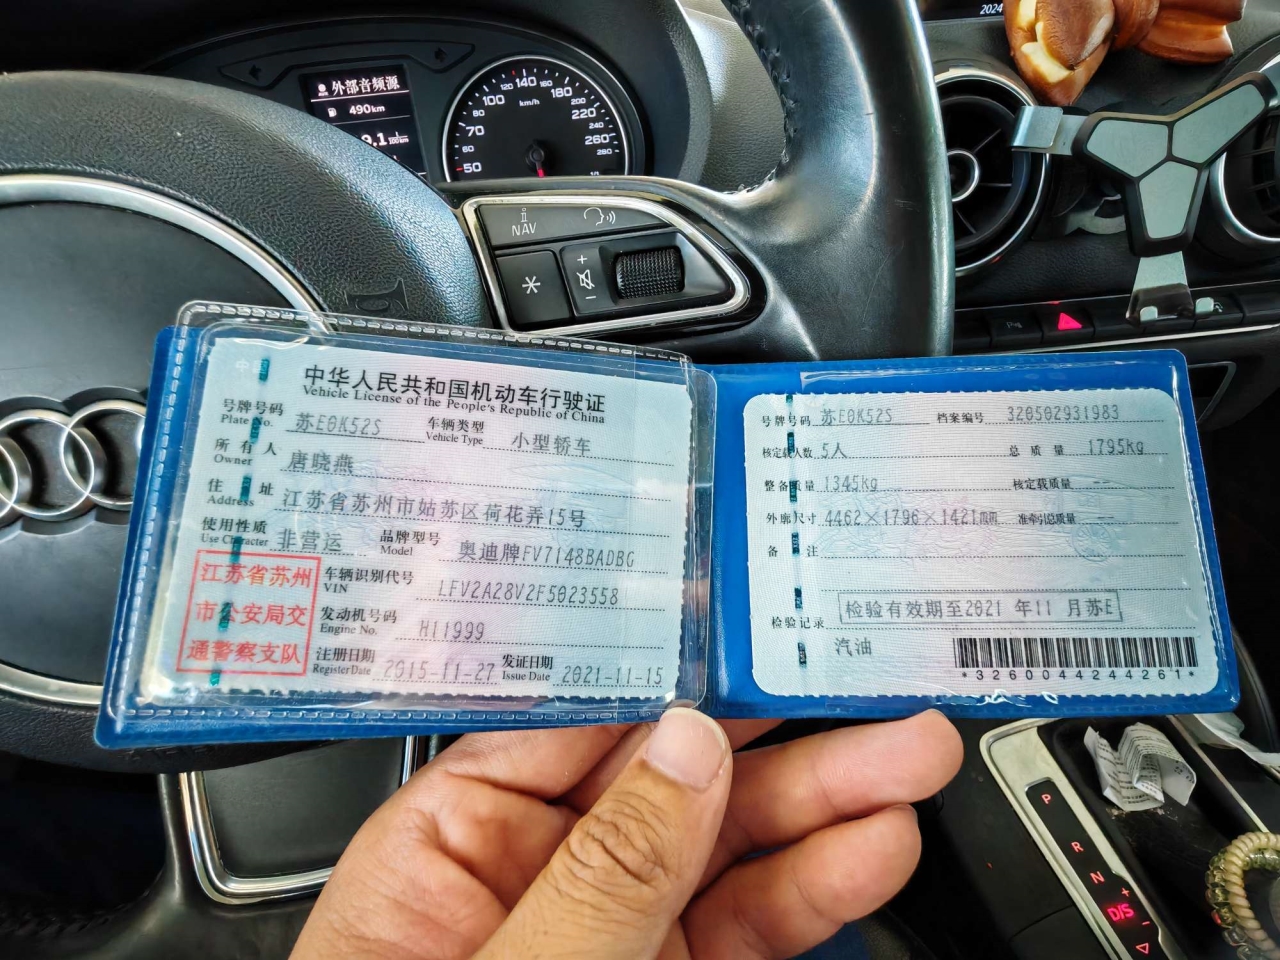 2024
外部音频源
490km
9.1
100km
50
60
70
80
100
120
140
160
180
200
220
240
260
280
km/h
NAV
+
-
中华人民共和国机动车行驶证
Vehicle License of the People's Republic of China
号牌号码 苏E0K52S 车辆类型 小型轿车
Plate No. Vehicle Type
所有人 唐晓燕
Owner
住址 江苏省苏州市姑苏区荷花弄15号
Address
使用性质 非营运 品牌型号 奥迪牌FV7148BADBG
Use Character Model
江苏省苏州
市公安局交
通警察支队
车辆识别代号 LFV2A28V2F5023558
VIN
发动机号码 H11999
Engine No.
注册日期 2015-11-27 发证日期 2021-11-15
Register Date Issue Date
号牌号码 苏E0K52S 档案编号 320502931983
核定载人数 5人 总质量 1795kg
整备质量 1345kg 核定载质量 --
外廓尺寸 4462×1796×1421mm 准牵引总质量
备注
检验有效期至2021 年11 月苏E
检验记录
汽油
*3260044244261*
P
R
N
D/S
+
-